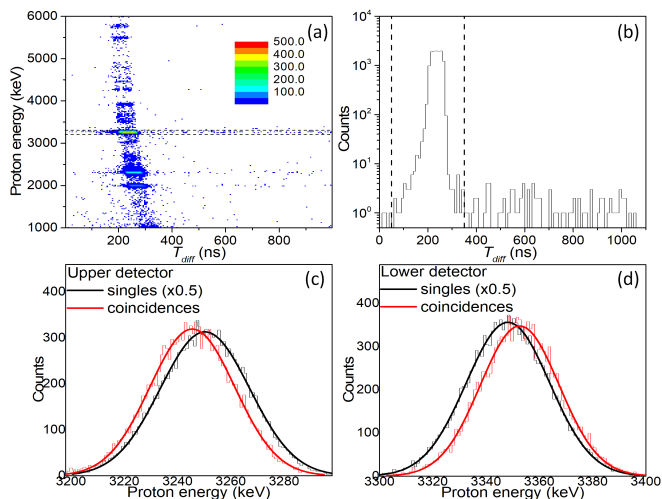 6000
5000
4000
3000
2000
1000
Proton energy (keV)
(a)
500.0
400.0
300.0
200.0
100.0
200
400
600
800
T_diff (ns)
10^4
10^3
10^2
10^1
10^0
Counts
(b)
0
200
400
600
800
1000
T_diff (ns)
Upper detector
(c)
singles (x0.5)
coincidences
400
300
200
100
0
Counts
3200
3220
3240
3260
3280
Proton energy (keV)
Lower detector
(d)
singles (x0.5)
coincidences
400
300
200
100
0
Counts
3300
3320
3340
3360
3380
3400
Proton energy (keV)